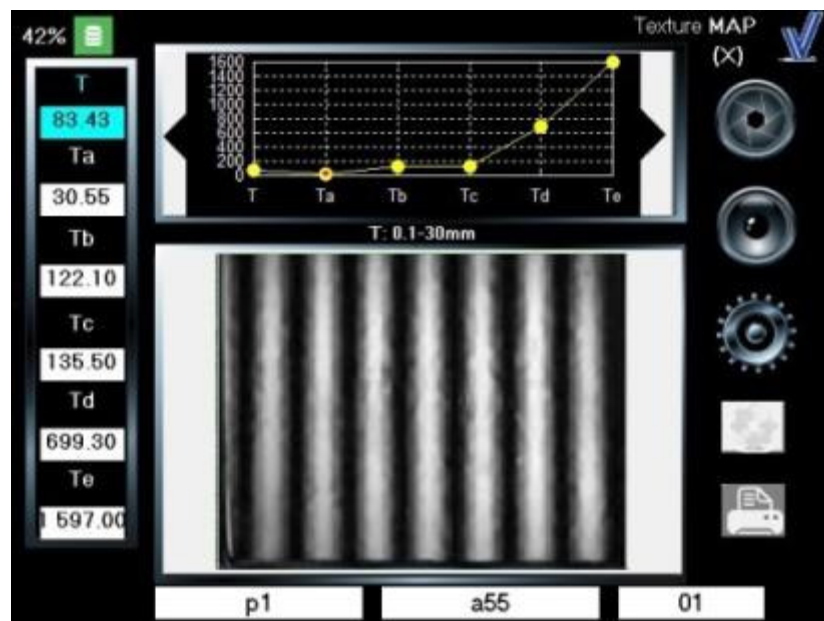 42%
Texture MAP
(X)
T
83.43
Ta
30.55
Tb
122.10
Tc
135.50
Td
699.30
Te
1 597.00
1600
1400
1200
1000
800
600
400
200
0
T Ta Tb Tc Td Te
T: 0.1-30mm
p1 a55 01